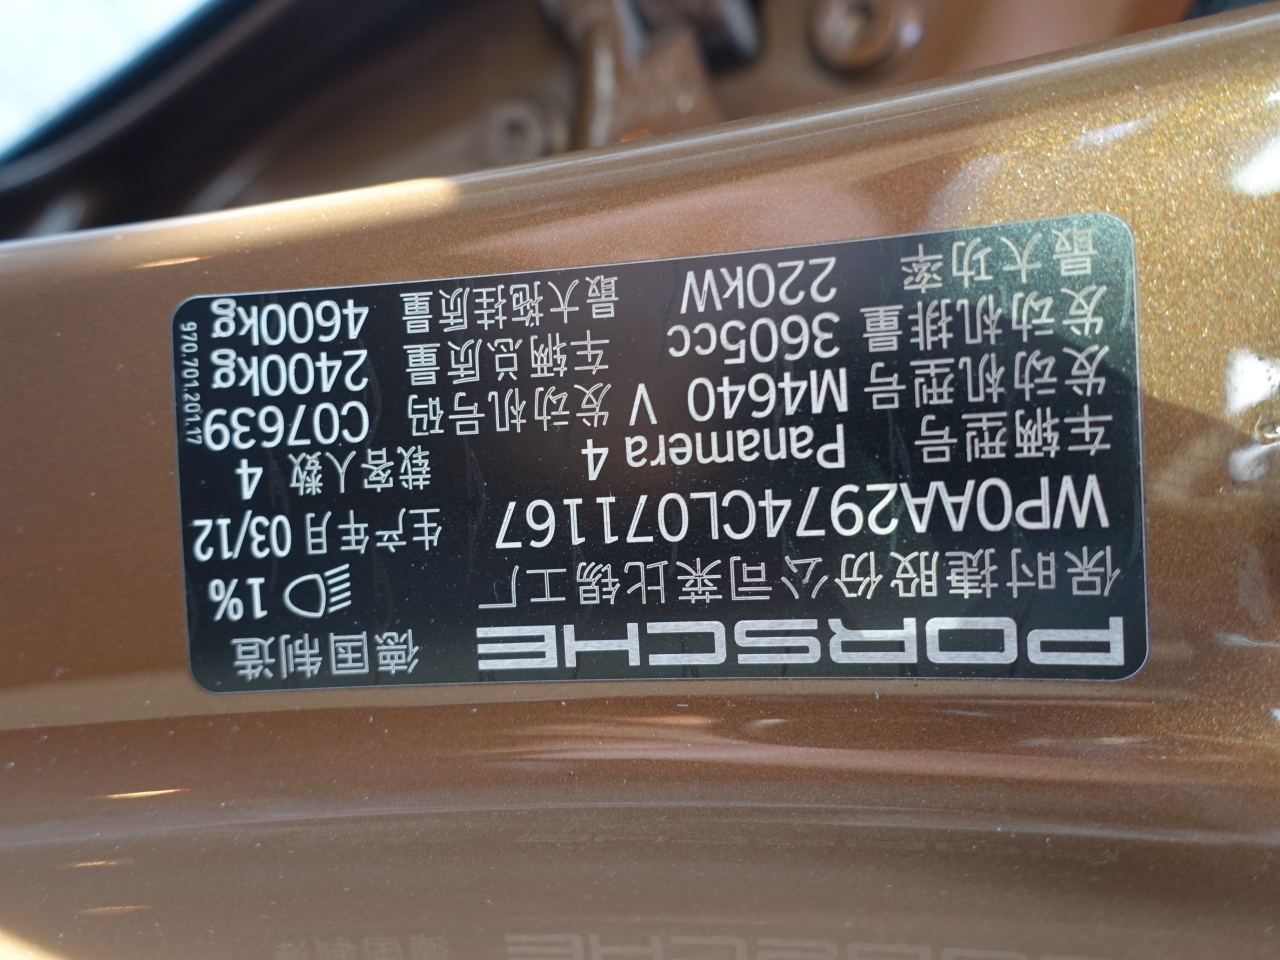 PORSCHE 德国制造
保时捷股份公司莱比锡工厂 1%
WP0AA2974CL071167 生产年月 03/12
车辆型号 Panamera 4 载客人数 4
发动机型号 M4640 V 发动机号码 C07639
发动机排量 3605cc 车辆总质量 2400kg
最大功率 220kW 最大拖挂质量 4600kg
970.701.201.17